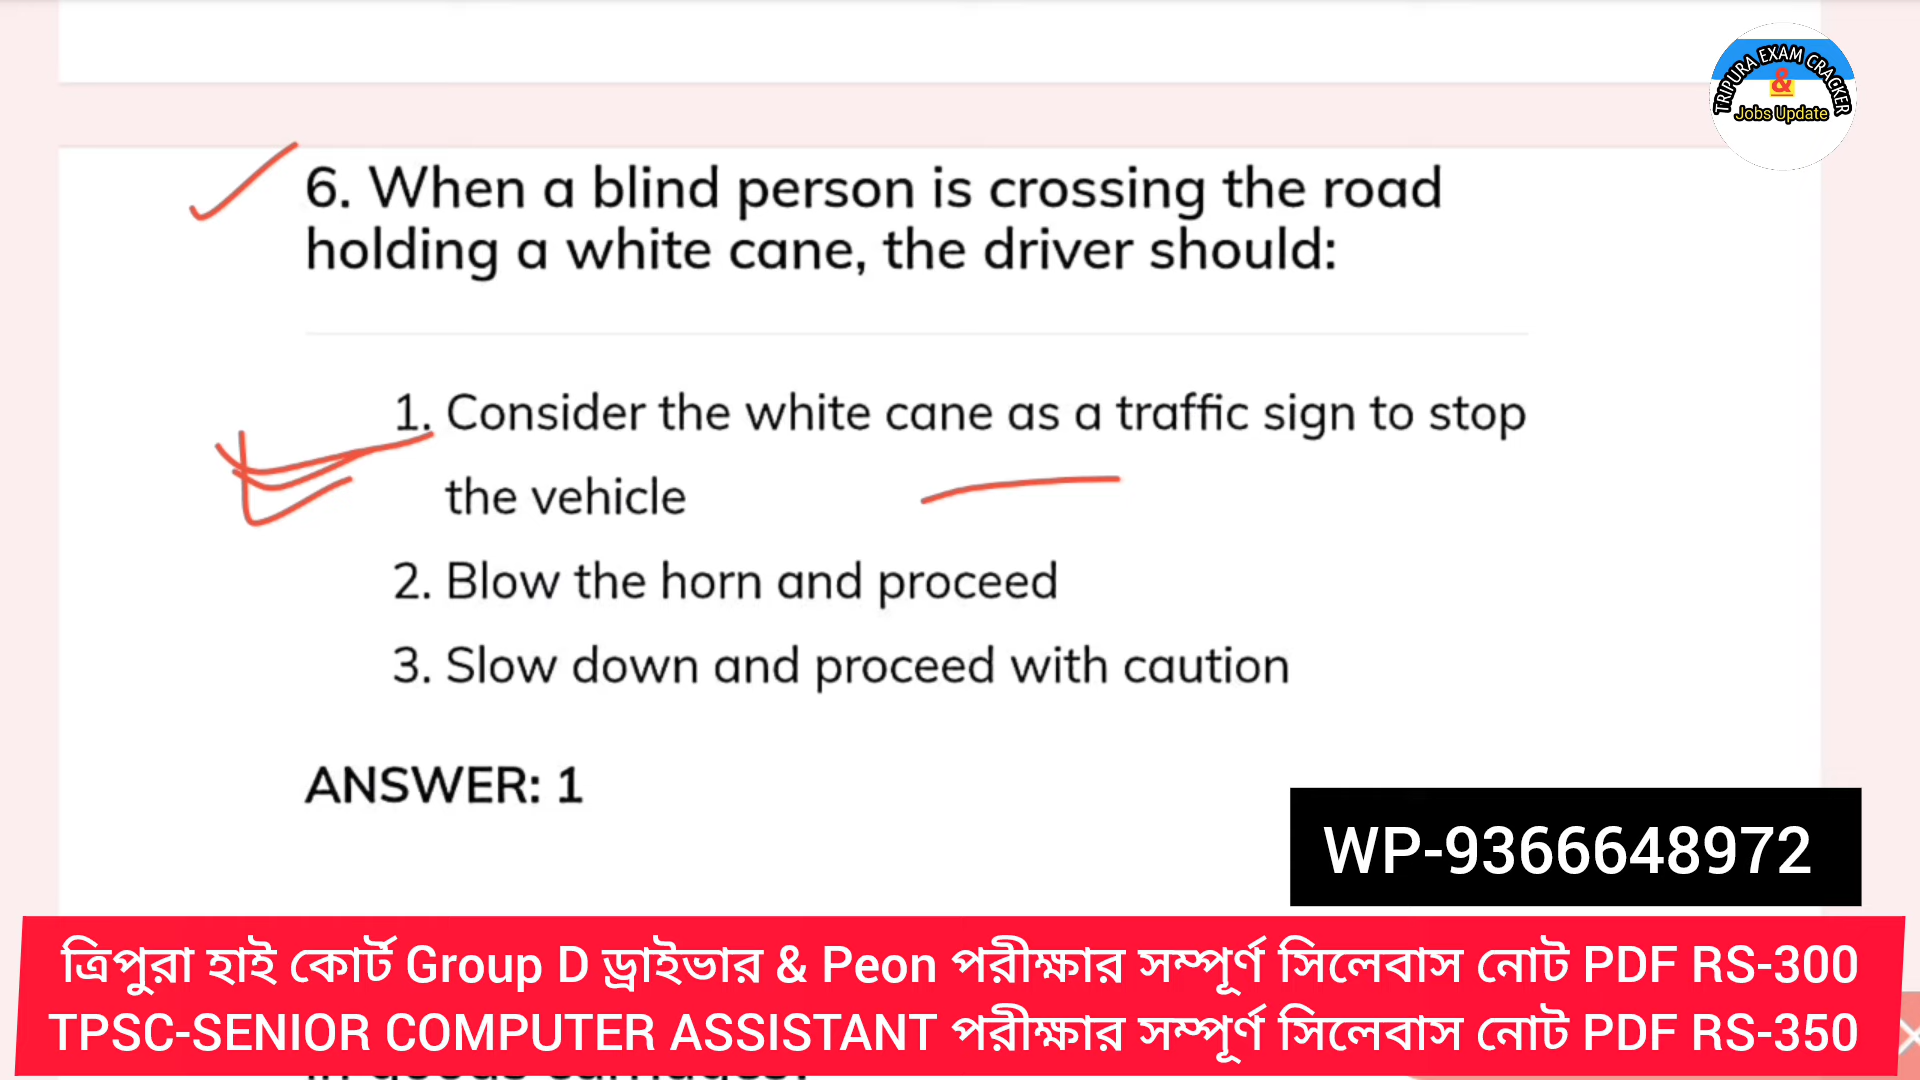 TRIPURA EXAM CRACKER
&
Jobs Update
6. When a blind person is crossing the road
holding a white cane, the driver should:
1. Consider the white cane as a traffic sign to stop
the vehicle
2. Blow the horn and proceed
3. Slow down and proceed with caution
ANSWER: 1
WP-9366648972
ত্রিপুরা হাই কোর্ট Group D ড্রাইভার & Peon পরীক্ষার সম্পূর্ণ সিলেবাস নোট PDF RS-300
TPSC-SENIOR COMPUTER ASSISTANT পরীক্ষার সম্পূর্ণ সিলেবাস নোট PDF RS-350